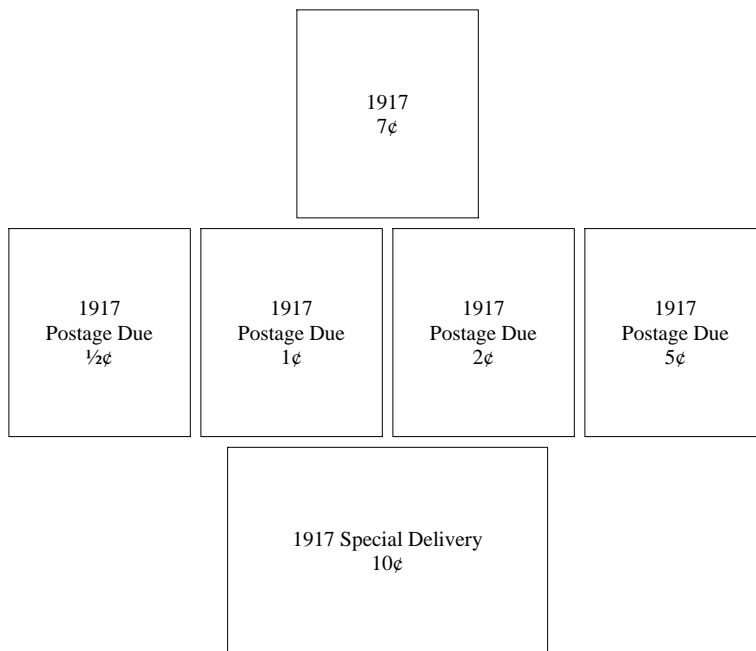 1917
7¢
1917
Postage Due
½¢
1917
Postage Due
1¢
1917
Postage Due
2¢
1917
Postage Due
5¢
1917 Special Delivery
10¢